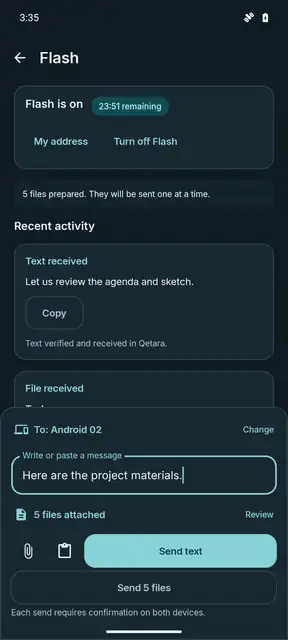 3:35
Flash
Flash is on
23:51 remaining
My address
Turn off Flash
5 files prepared. They will be sent one at a time.
Recent activity
Text received
Let us review the agenda and sketch.
Copy
Text verified and received in Qetara.
File received
To: Android 02
Change
Write or paste a message
Here are the project materials.
5 files attached
Review
Send text
Send 5 files
Each send requires confirmation on both devices.